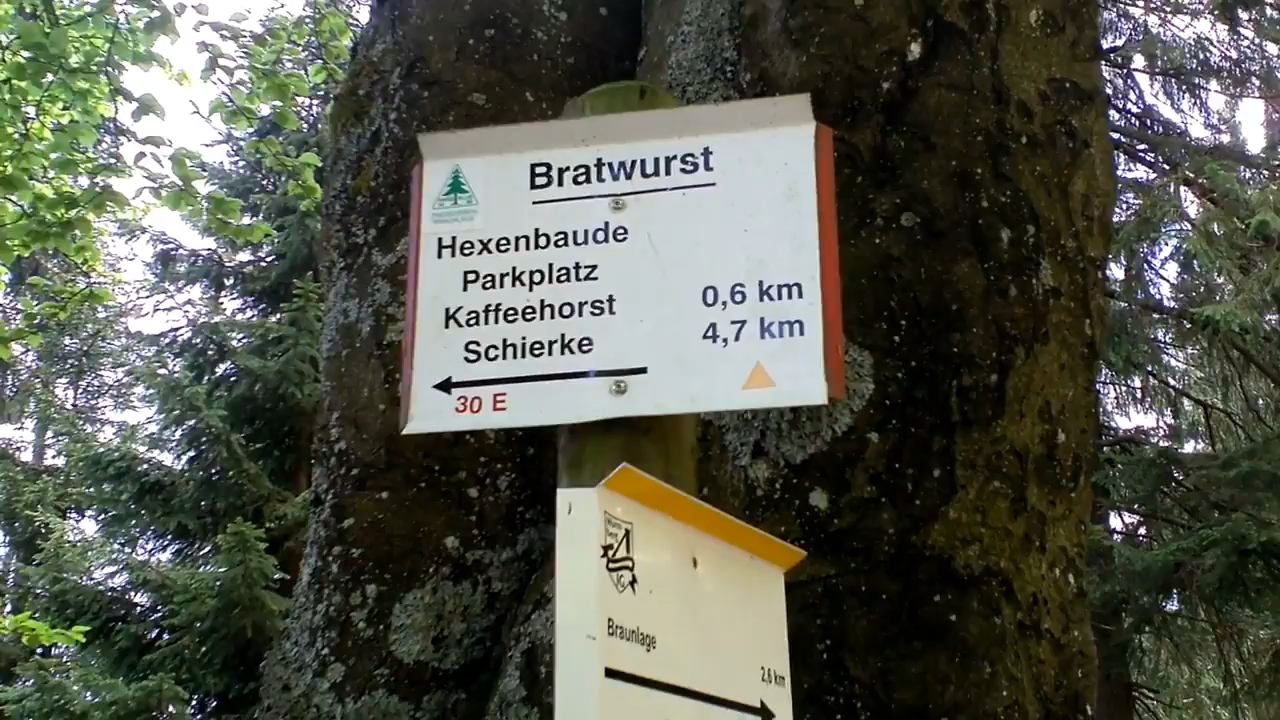 Bratwurst
Hexenbaude
Parkplatz
Kaffeehorst 0,6 km
Schierke 4,7 km
30 E
Braunlage
2,6 km